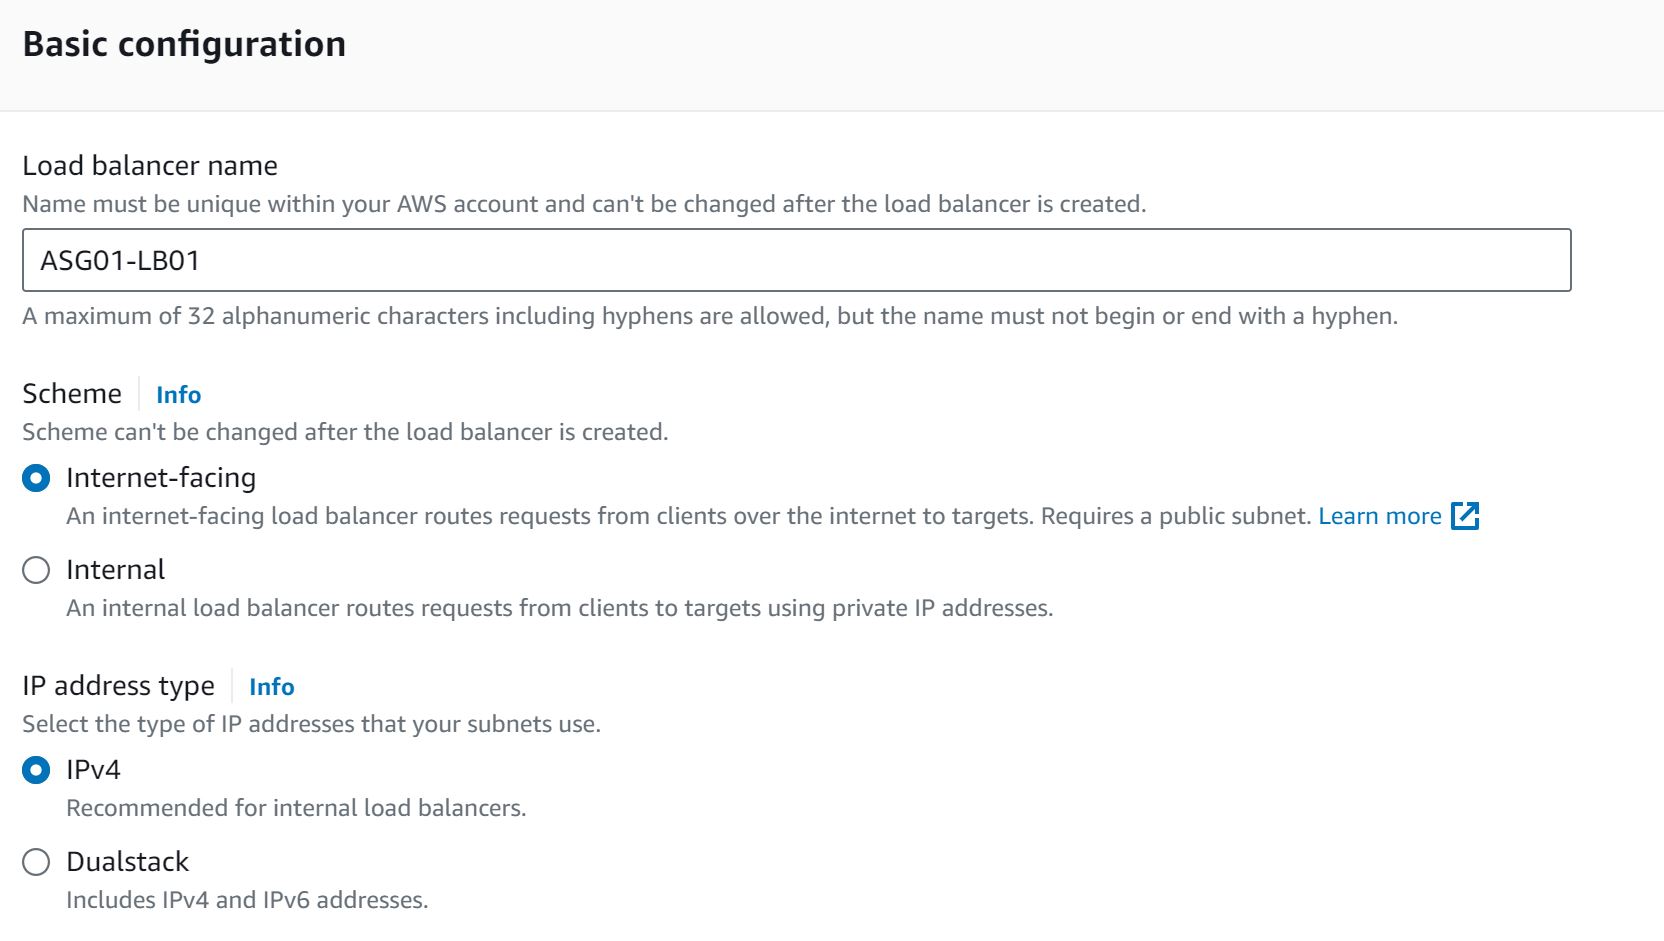 Basic configuration
Load balancer name
Name must be unique within your AWS account and can't be changed after the load balancer is created.
ASG01-LB01
A maximum of 32 alphanumeric characters including hyphens are allowed, but the name must not begin or end with a hyphen.
Scheme Info
Scheme can't be changed after the load balancer is created.
Internet-facing
An internet-facing load balancer routes requests from clients over the internet to targets. Requires a public subnet. Learn more
Internal
An internal load balancer routes requests from clients to targets using private IP addresses.
IP address type Info
Select the type of IP addresses that your subnets use.
IPv4
Recommended for internal load balancers.
Dualstack
Includes IPv4 and IPv6 addresses.